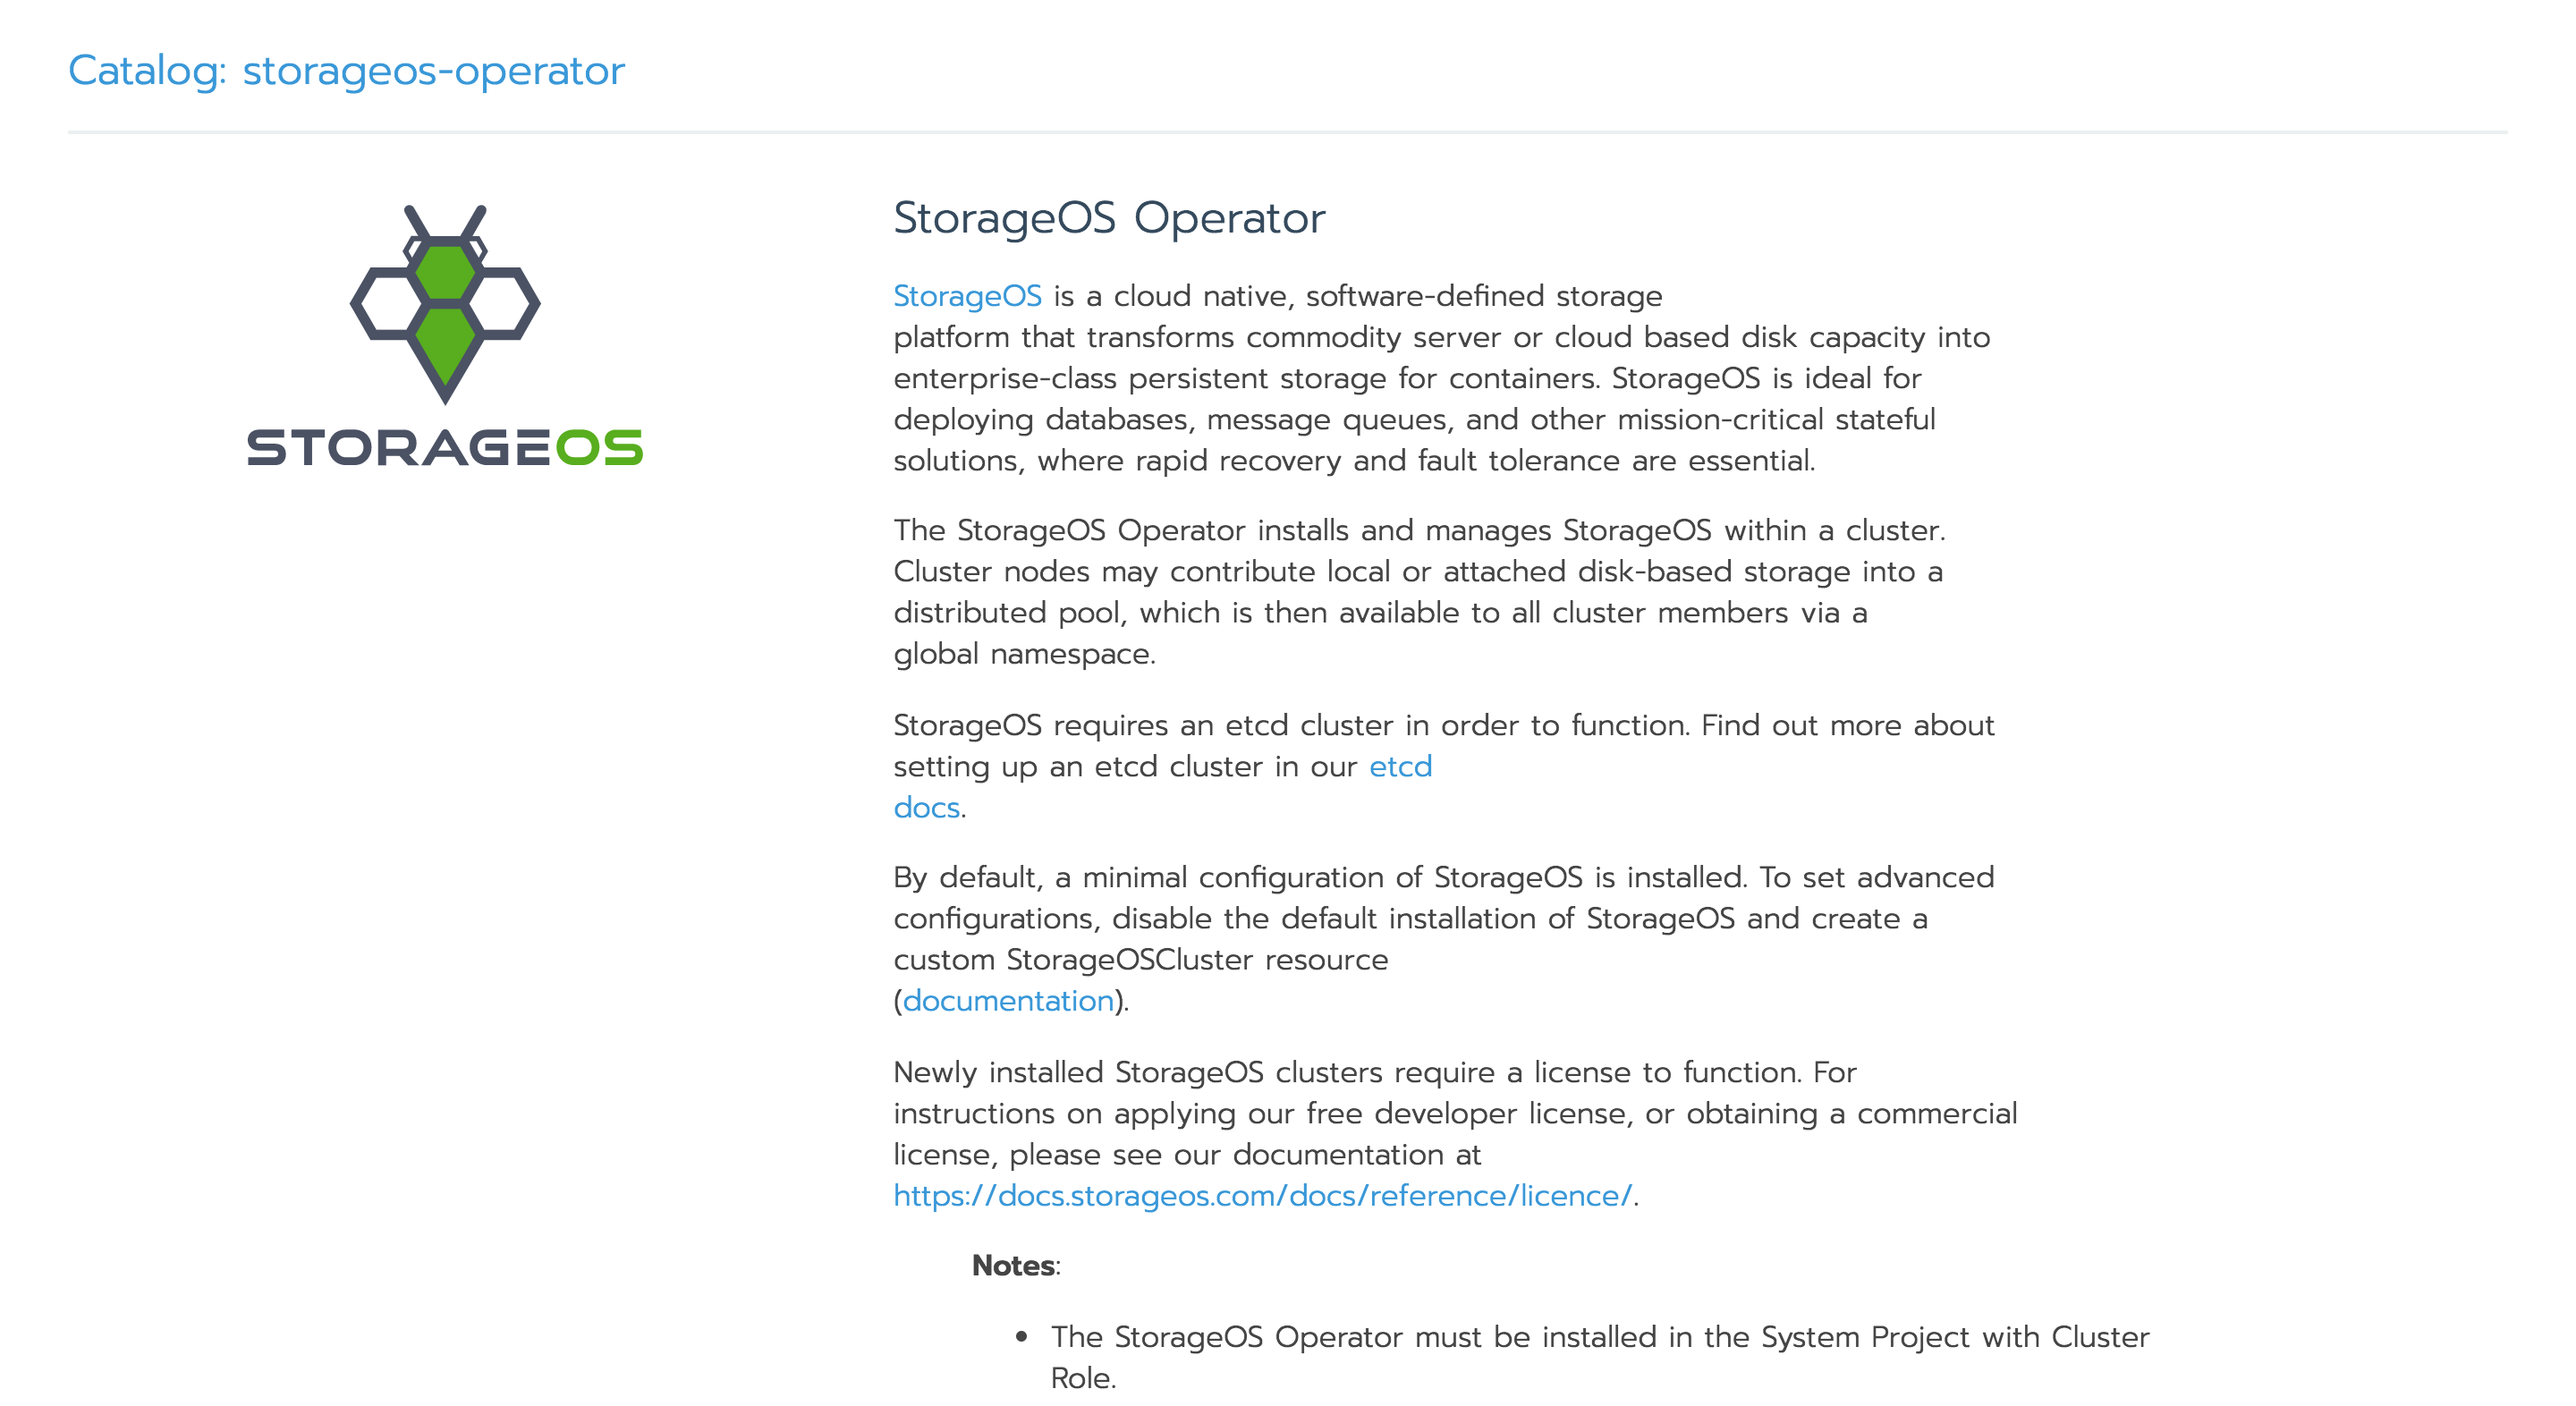 Catalog: storageos-operator
STORAGEOS
StorageOS Operator
StorageOS is a cloud native, software-defined storage
platform that transforms commodity server or cloud based disk capacity into
enterprise-class persistent storage for containers. StorageOS is ideal for
deploying databases, message queues, and other mission-critical stateful
solutions, where rapid recovery and fault tolerance are essential.
The StorageOS Operator installs and manages StorageOS within a cluster.
Cluster nodes may contribute local or attached disk-based storage into a
distributed pool, which is then available to all cluster members via a
global namespace.
StorageOS requires an etcd cluster in order to function. Find out more about
setting up an etcd cluster in our etcd
docs.
By default, a minimal configuration of StorageOS is installed. To set advanced
configurations, disable the default installation of StorageOS and create a
custom StorageOSCluster resource
(documentation).
Newly installed StorageOS clusters require a license to function. For
instructions on applying our free developer license, or obtaining a commercial
license, please see our documentation at
https://docs.storageos.com/docs/reference/licence/.
Notes:
• The StorageOS Operator must be installed in the System Project with Cluster
Role.